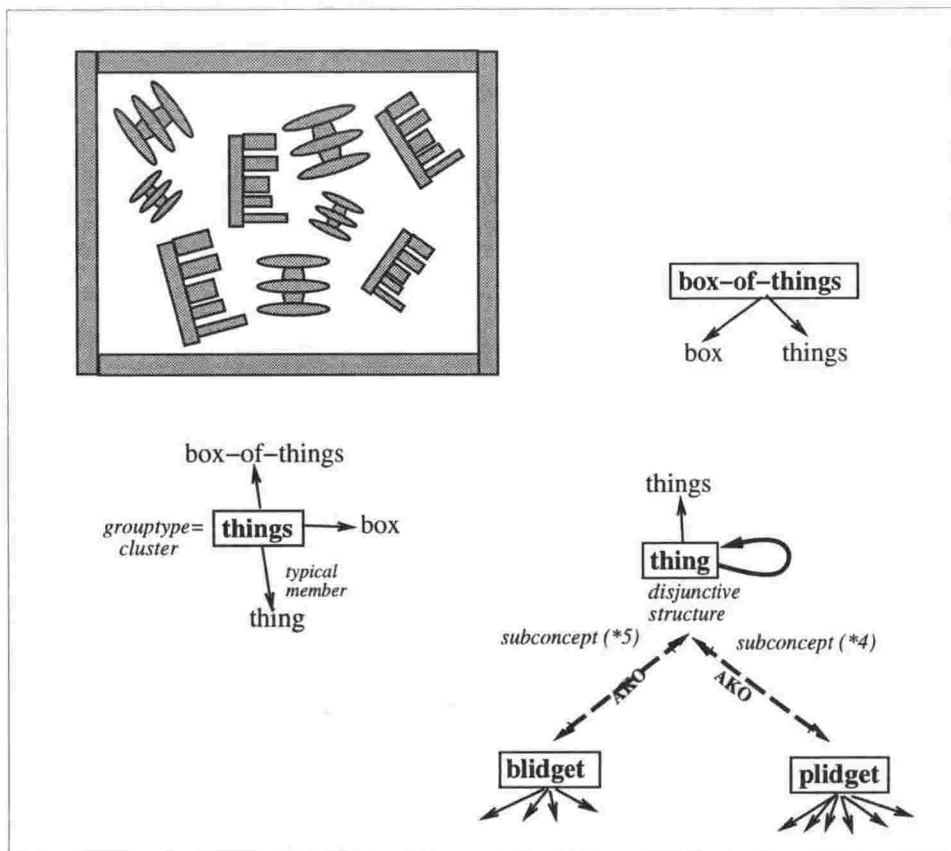 box–of–things
box things
box–of–things
grouptype=
cluster
things
box
typical
member
thing
things
thing
disjunctive
structure
subconcept (*5)
subconcept (*4)
AKO
AKO
blidget
plidget